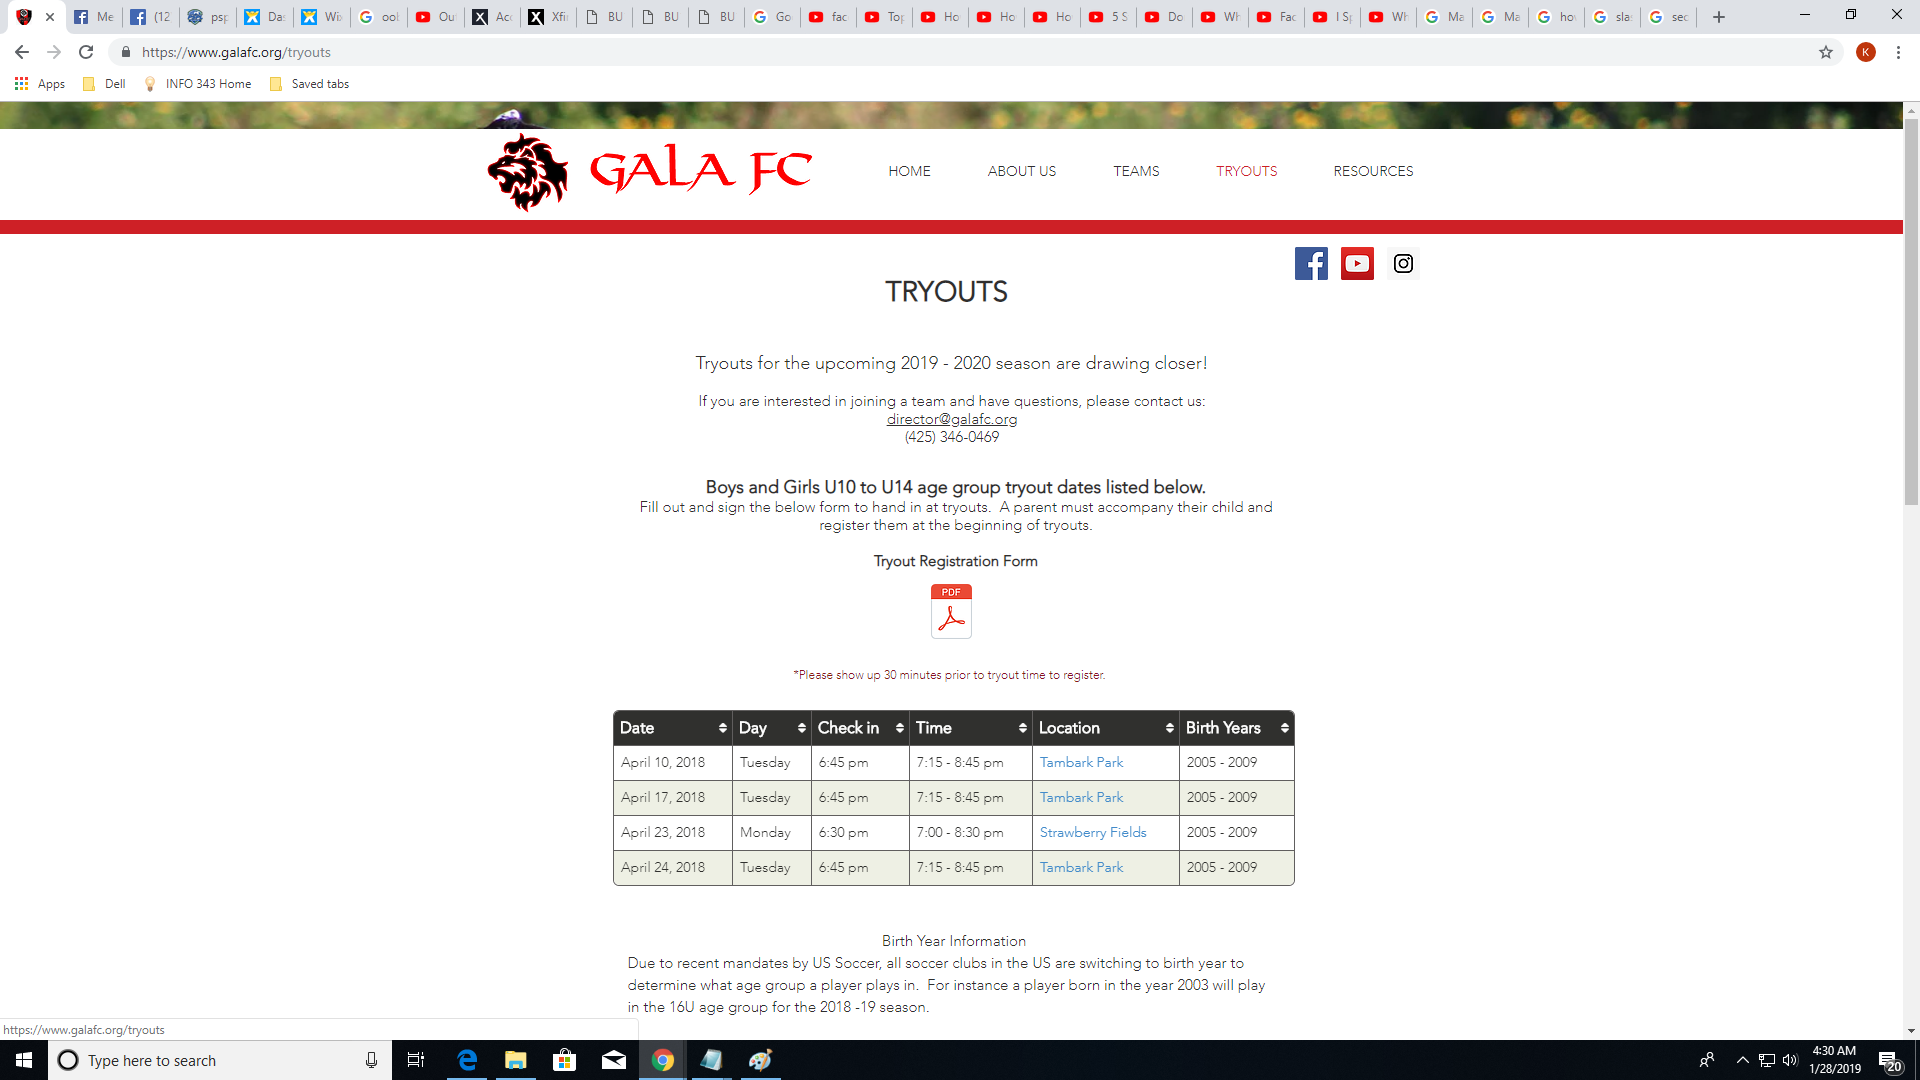 Me
(12
psp
Da
Wix
oob
Out
Acc
Xfi
BU
BU
BU
Go
fac
Top
Ho
Ho
Ho
5 S
Do
Wh
Fac
I Sp
Wh
Ma
Ma
hov
slas
sec
https://www.galafc.org/tryouts
K
Apps Dell INFO 343 Home Saved tabs
GALA FC
HOME ABOUT US TEAMS TRYOUTS RESOURCES
TRYOUTS
Tryouts for the upcoming 2019 - 2020 season are drawing closer!
If you are interested in joining a team and have questions, please contact us:
director@galafc.org
(425) 346-0469
Boys and Girls U10 to U14 age group tryout dates listed below.
Fill out and sign the below form to hand in at tryouts. A parent must accompany their child and
register them at the beginning of tryouts.
Tryout Registration Form
PDF
*Please show up 30 minutes prior to tryout time to register.
Date Day Check in Time Location Birth Years
April 10, 2018 Tuesday 6:45 pm 7:15 - 8:45 pm Tambark Park 2005 - 2009
April 17, 2018 Tuesday 6:45 pm 7:15 - 8:45 pm Tambark Park 2005 - 2009
April 23, 2018 Monday 6:30 pm 7:00 - 8:30 pm Strawberry Fields 2005 - 2009
April 24, 2018 Tuesday 6:45 pm 7:15 - 8:45 pm Tambark Park 2005 - 2009
Birth Year Information
Due to recent mandates by US Soccer, all soccer clubs in the US are switching to birth year to
determine what age group a player plays in. For instance a player born in the year 2003 will play
in the 16U age group for the 2018 -19 season.
https://www.galafc.org/tryouts
Type here to search
4:30 AM
1/28/2019
20